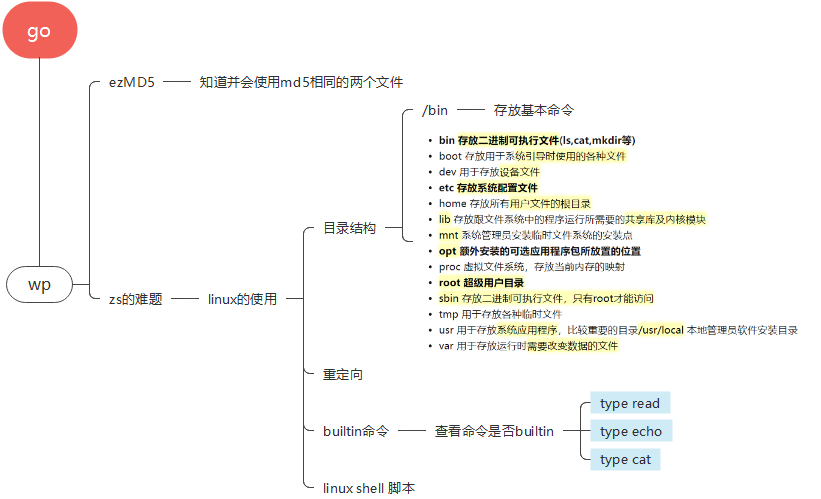 go
wp
ezMD5
知道并会使用md5相同的两个文件
zs的难题
linux的使用
目录结构
/bin
存放基本命令
• bin 存放二进制可执行文件(ls,cat,mkdir等)
• boot 存放用于系统引导时使用的各种文件
• dev 用于存放设备文件
• etc 存放系统配置文件
• home 存放所有用户文件的根目录
• lib 存放跟文件系统中的程序运行所需要的共享库及内核模块
• mnt 系统管理员安装临时文件系统的安装点
• opt 额外安装的可选应用程序包所放置的位置
• proc 虚拟文件系统，存放当前内存的映射
• root 超级用户目录
• sbin 存放二进制可执行文件，只有root才能访问
• tmp 用于存放各种临时文件
• usr 用于存放系统应用程序，比较重要的目录/usr/local 本地管理员软件安装目录
• var 用于存放运行时需要改变数据的文件
重定向
builtin命令
查看命令是否builtin
type read
type echo
type cat
linux shell 脚本